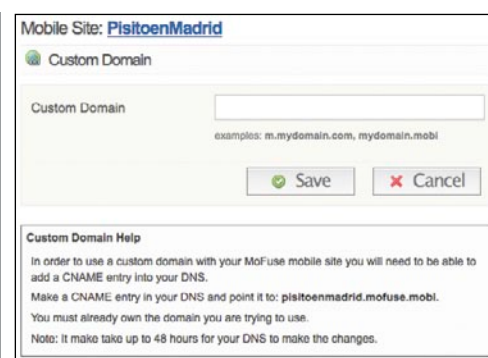 Mobile Site: PisitoenMadrid
Custom Domain
Custom Domain
examples: m.mydomain.com, mydomain.mobi
Save
Cancel
Custom Domain Help
In order to use a custom domain with your MoFuse mobile site you will need to be able to
add a CNAME entry into your DNS.
Make a CNAME entry in your DNS and point it to: pisitoenmadrid.mofuse.mobi.
You must already own the domain you are trying to use.
Note: It make take up to 48 hours for your DNS to make the changes.